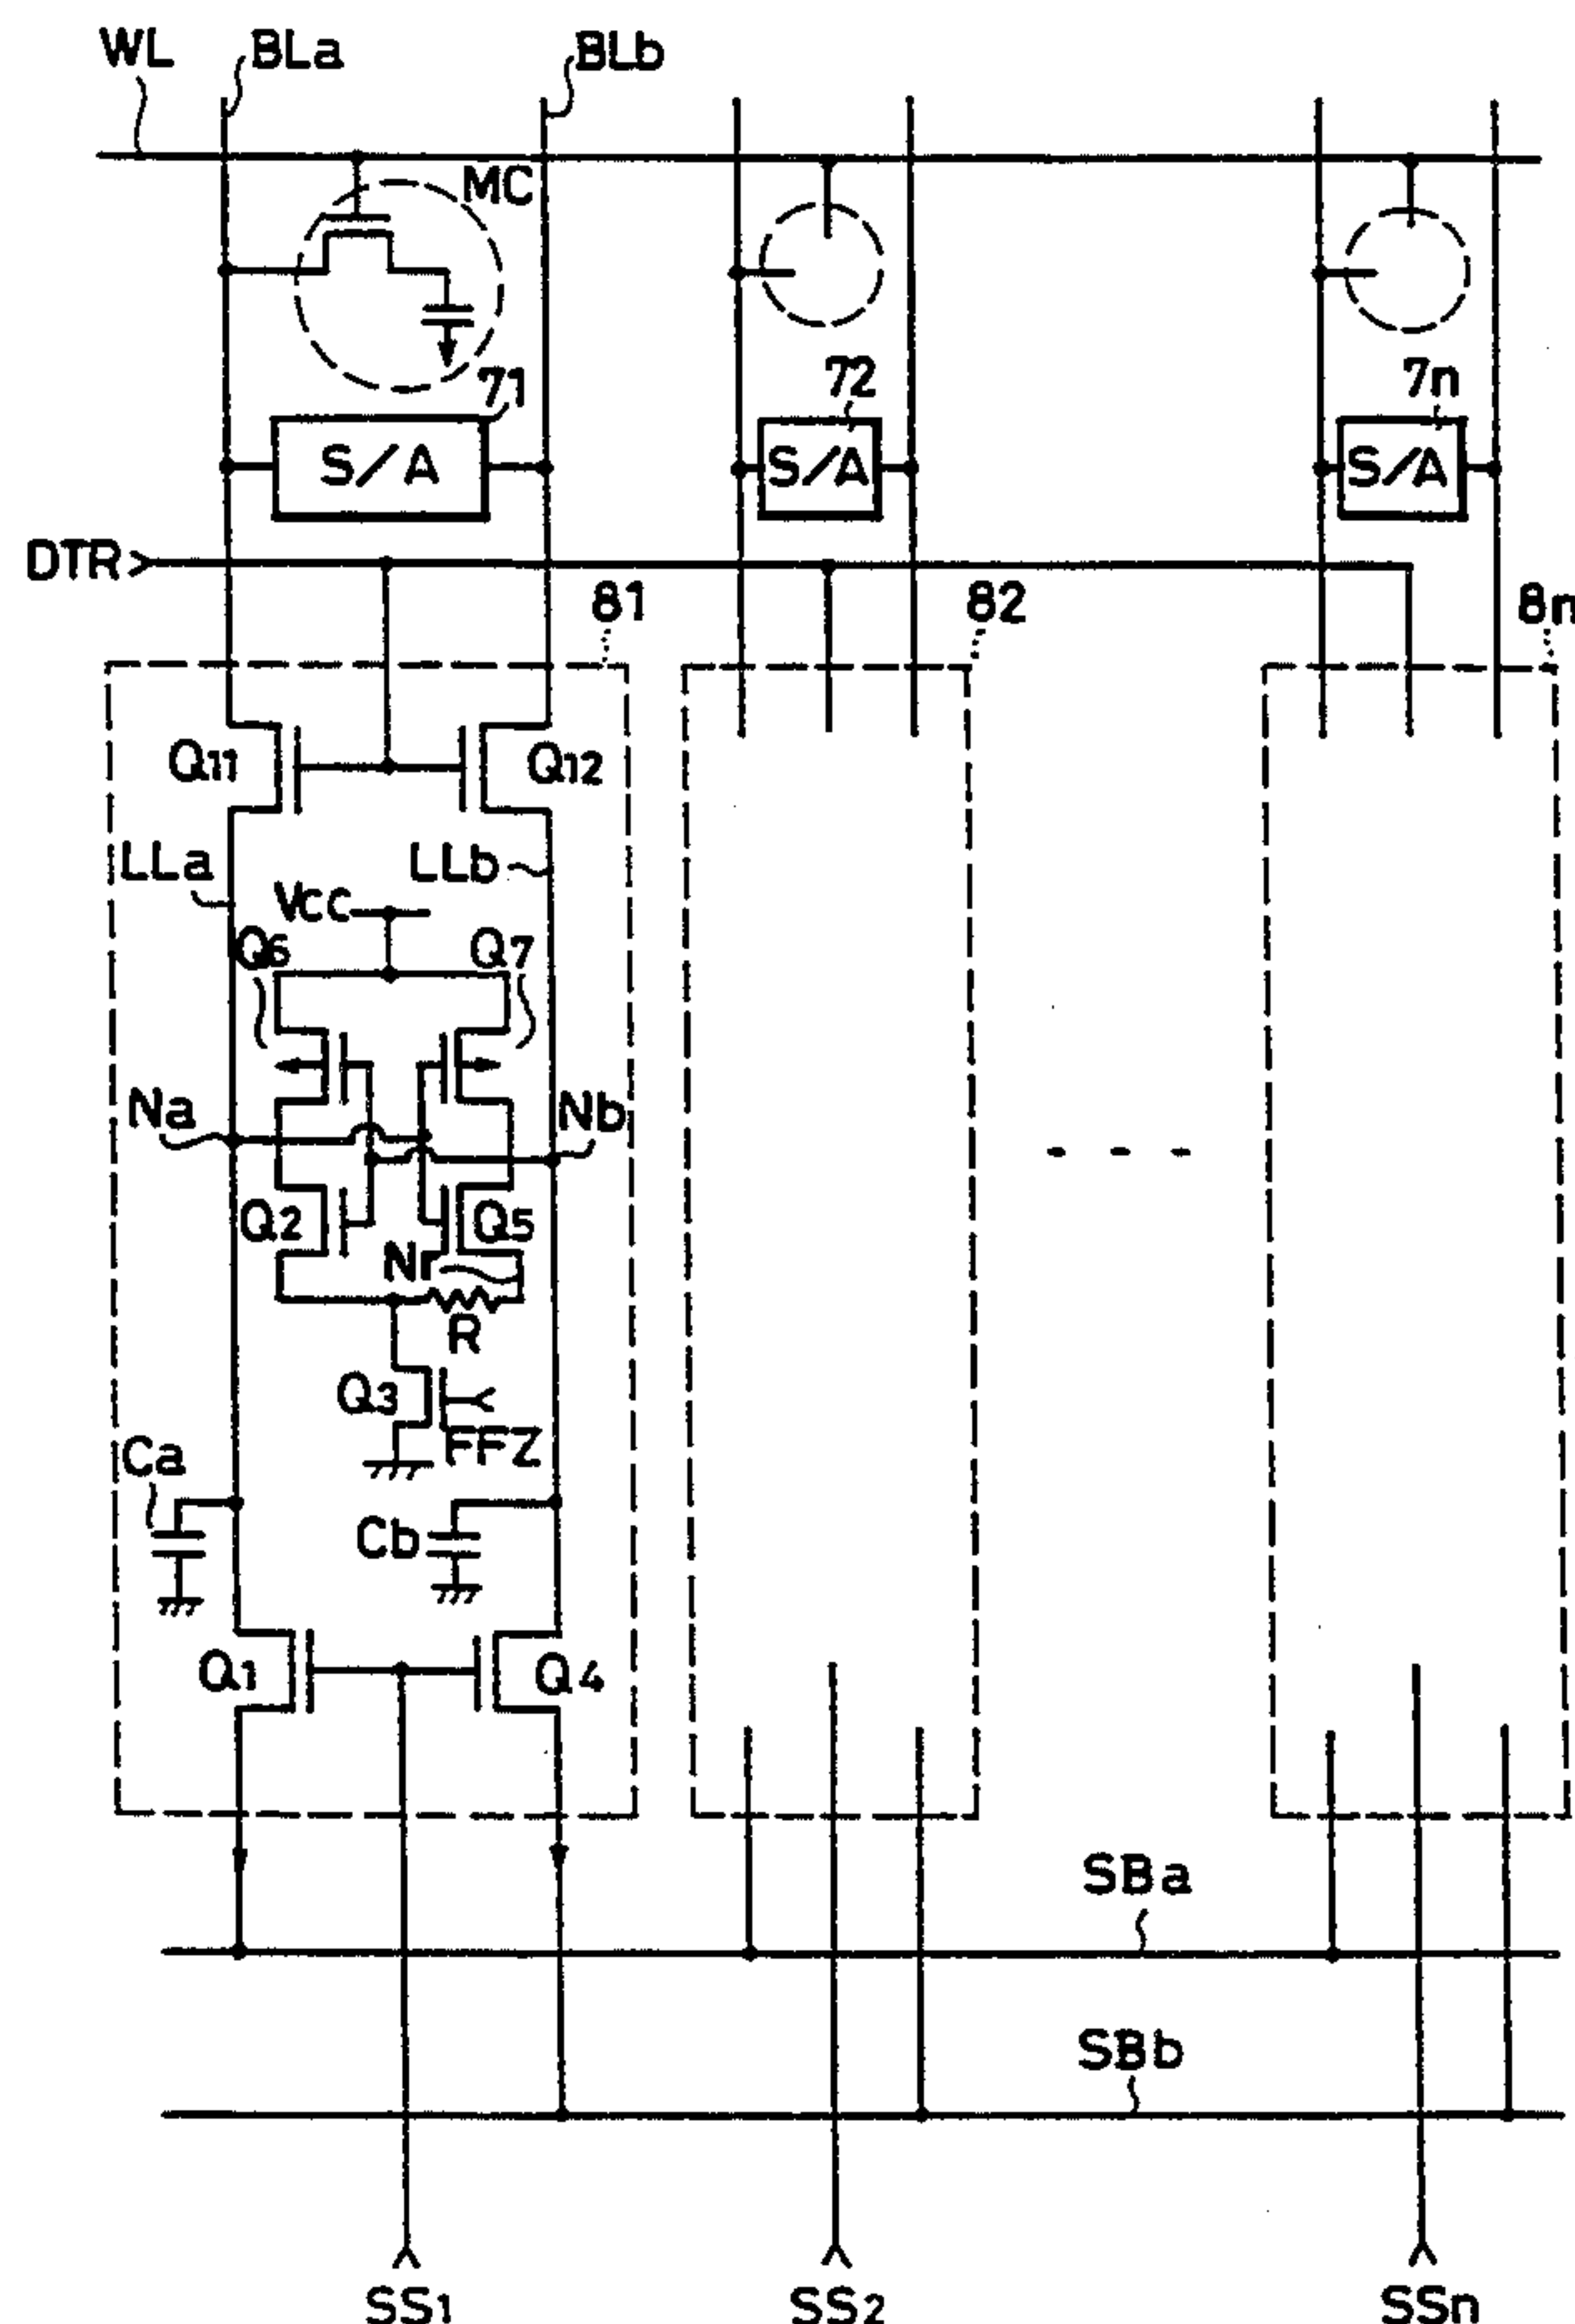 WL BLa BLb
MC
71 72 7n
S/A S/A S/A
DTR
81 82 8n
Q11 Q12
LLa LLb
Vcc
Q6 Q7
Na Nb
Q2 Q5
Nr
R
Q3
FFZ
Ca
Cb
Q1 Q4
SBa
SBb
SS1 SS2 SSn